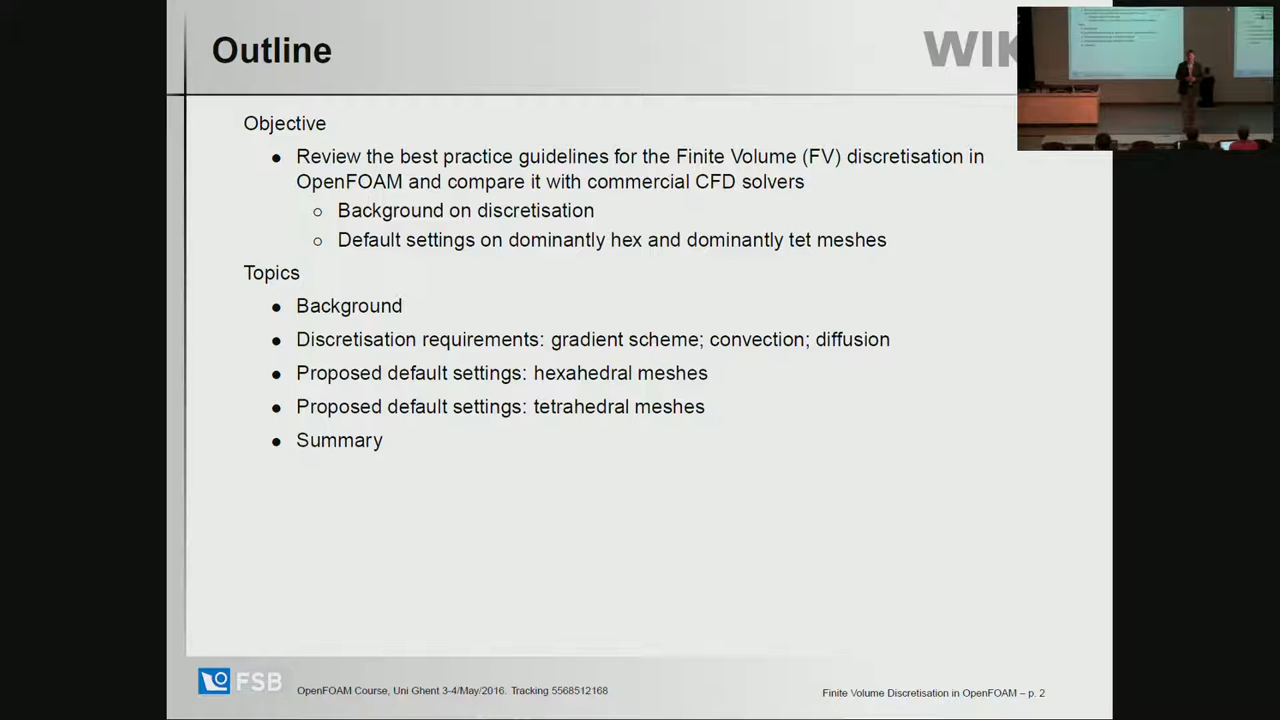 Outline
WIK
Objective
● Review the best practice guidelines for the Finite Volume (FV) discretisation in
OpenFOAM and compare it with commercial CFD solvers
○ Background on discretisation
○ Default settings on dominantly hex and dominantly tet meshes
Topics
● Background
● Discretisation requirements: gradient scheme; convection; diffusion
● Proposed default settings: hexahedral meshes
● Proposed default settings: tetrahedral meshes
● Summary
FSB
OpenFOAM Course, Uni Ghent 3-4/May/2016. Tracking 5568512168
Finite Volume Discretisation in OpenFOAM – p. 2